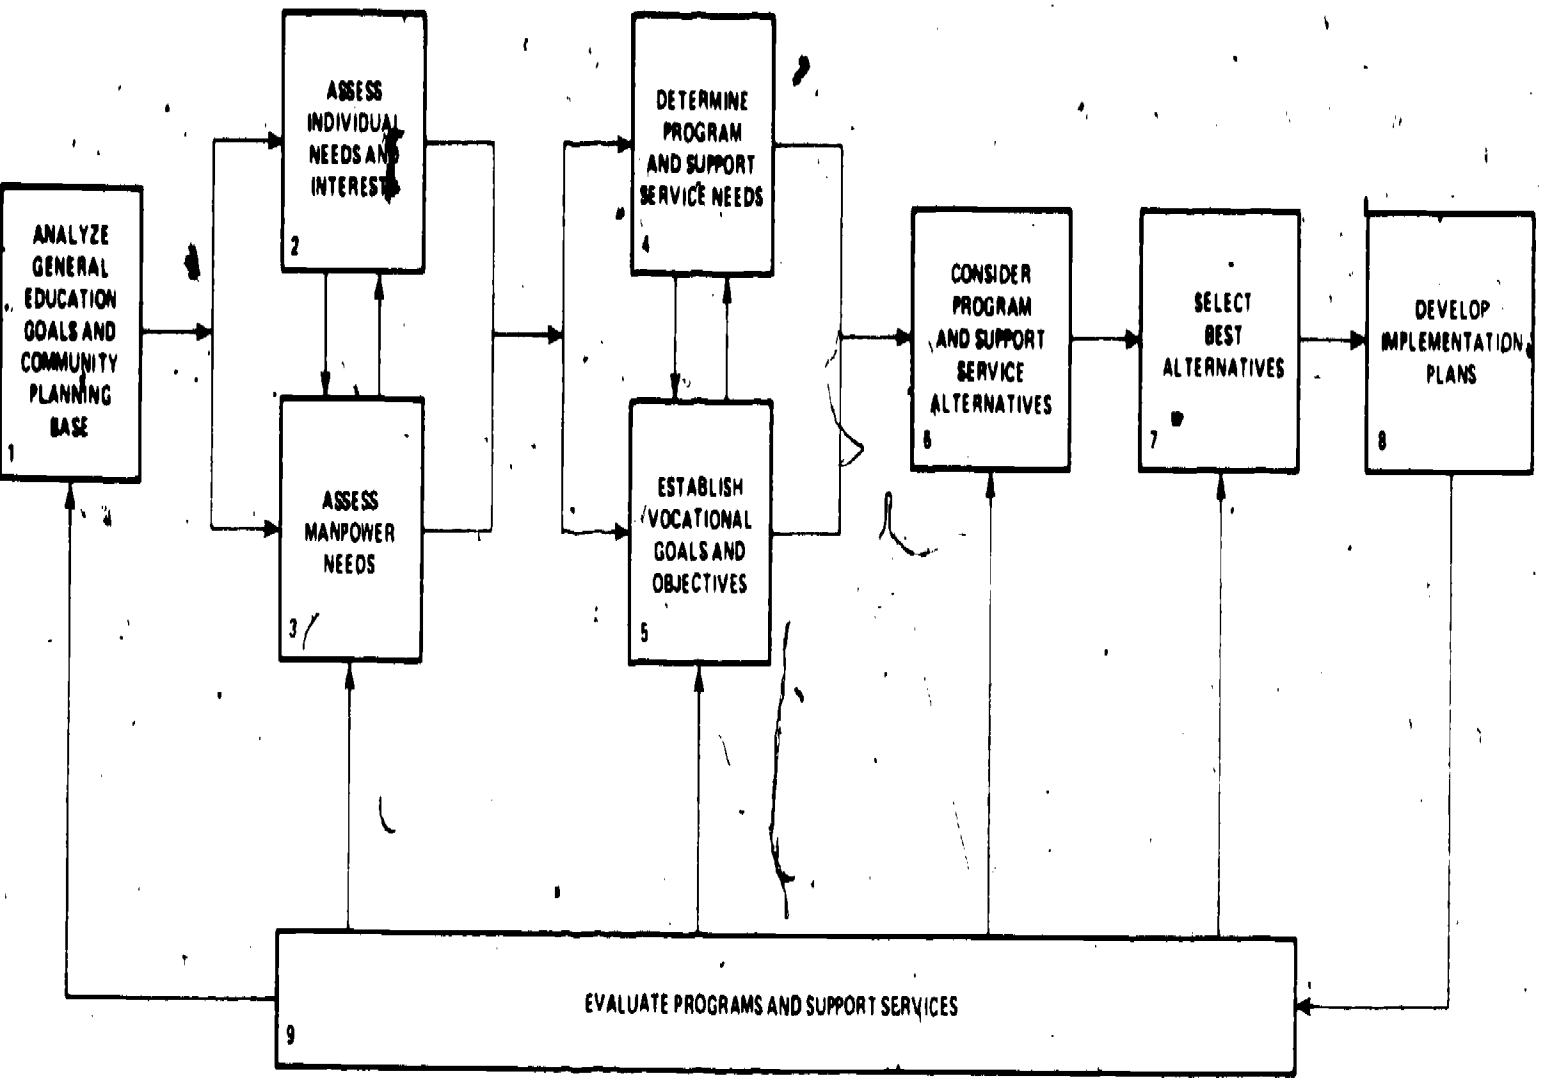 ANALYZE
GENERAL
EDUCATION
GOALS AND
COMMUNITY
PLANNING
BASE
1
ASSESS
INDIVIDUAL
NEEDS AND
INTERESTS
2
ASSESS
MANPOWER
NEEDS
3
DETERMINE
PROGRAM
AND SUPPORT
SERVICE NEEDS
4
ESTABLISH
VOCATIONAL
GOALS AND
OBJECTIVES
5
CONSIDER
PROGRAM
AND SUPPORT
SERVICE
ALTERNATIVES
6
SELECT
BEST
ALTERNATIVES
7
DEVELOP
IMPLEMENTATION
PLANS
8
EVALUATE PROGRAMS AND SUPPORT SERVICES
9